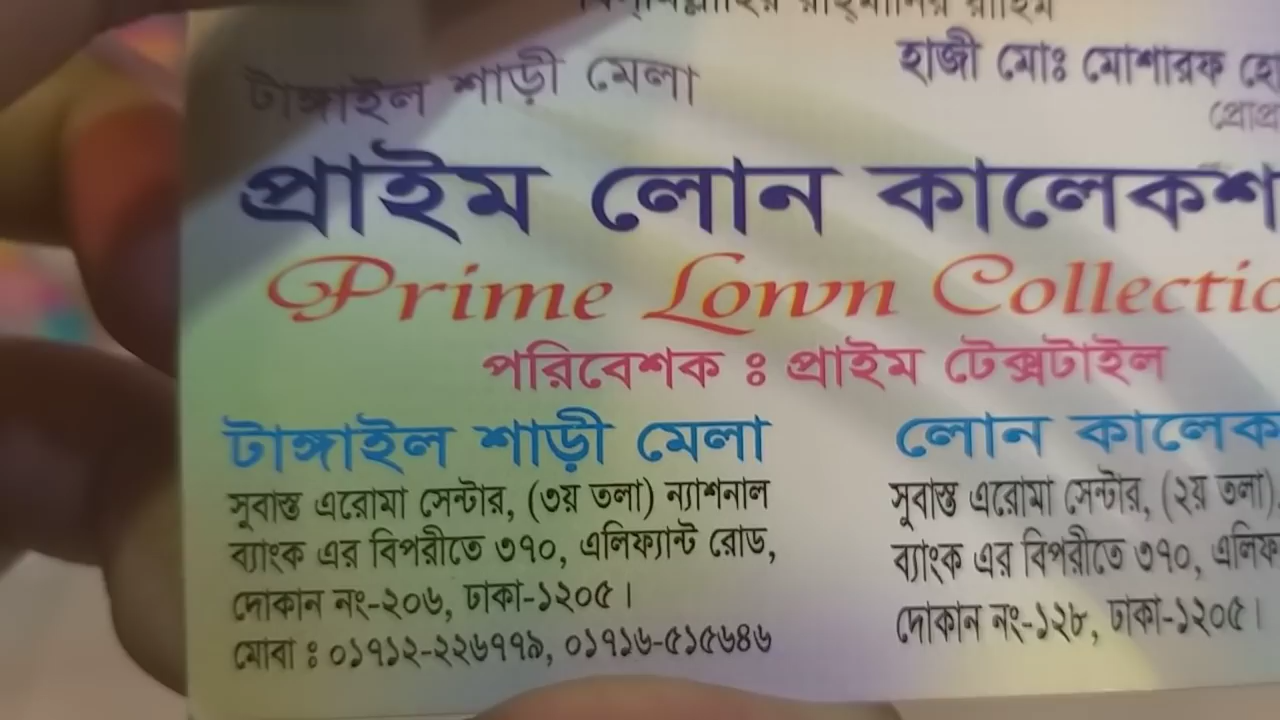 টাঙ্গাইল শাড়ী মেলা
হাজী মোঃ মোশারফ
প্রাইম লোন কালেকশ
Prime Lown Collectio
পরিবেশক ঃ প্রাইম টেক্সটাইল
টাঙ্গাইল শাড়ী মেলা
সুবাস্তু এরোমা সেন্টার, (৩য় তলা) ন্যাশনাল
ব্যাংক এর বিপরীতে ৩৭০, এলিফ্যান্ট রোড,
দোকান নং-২০৬, ঢাকা-১২০৫।
মোবা ঃ ০১৭১২-২২৬৭৭৯, ০১৭১৬-৫১৫৬৪৬
লোন কালেক
সুবাস্তু এরোমা সেন্টার, (২য় তলা)
ব্যাংক এর বিপরীতে ৩৭০, এলিফ
দোকান নং-১২৮, ঢাকা-১২০৫।